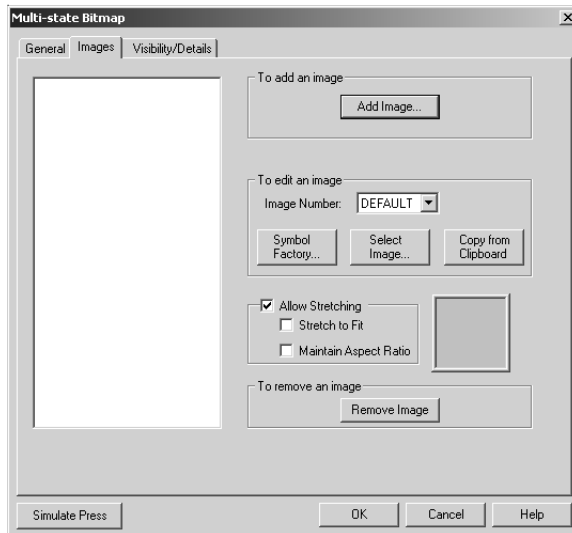 Multi-state Bitmap
General Images Visibility/Details
To add an image
Add Image...
To edit an image
Image Number: DEFAULT
Symbol Factory...
Select Image...
Copy from Clipboard
Allow Stretching
Stretch to Fit
Maintain Aspect Ratio
To remove an image
Remove Image
Simulate Press OK Cancel Help